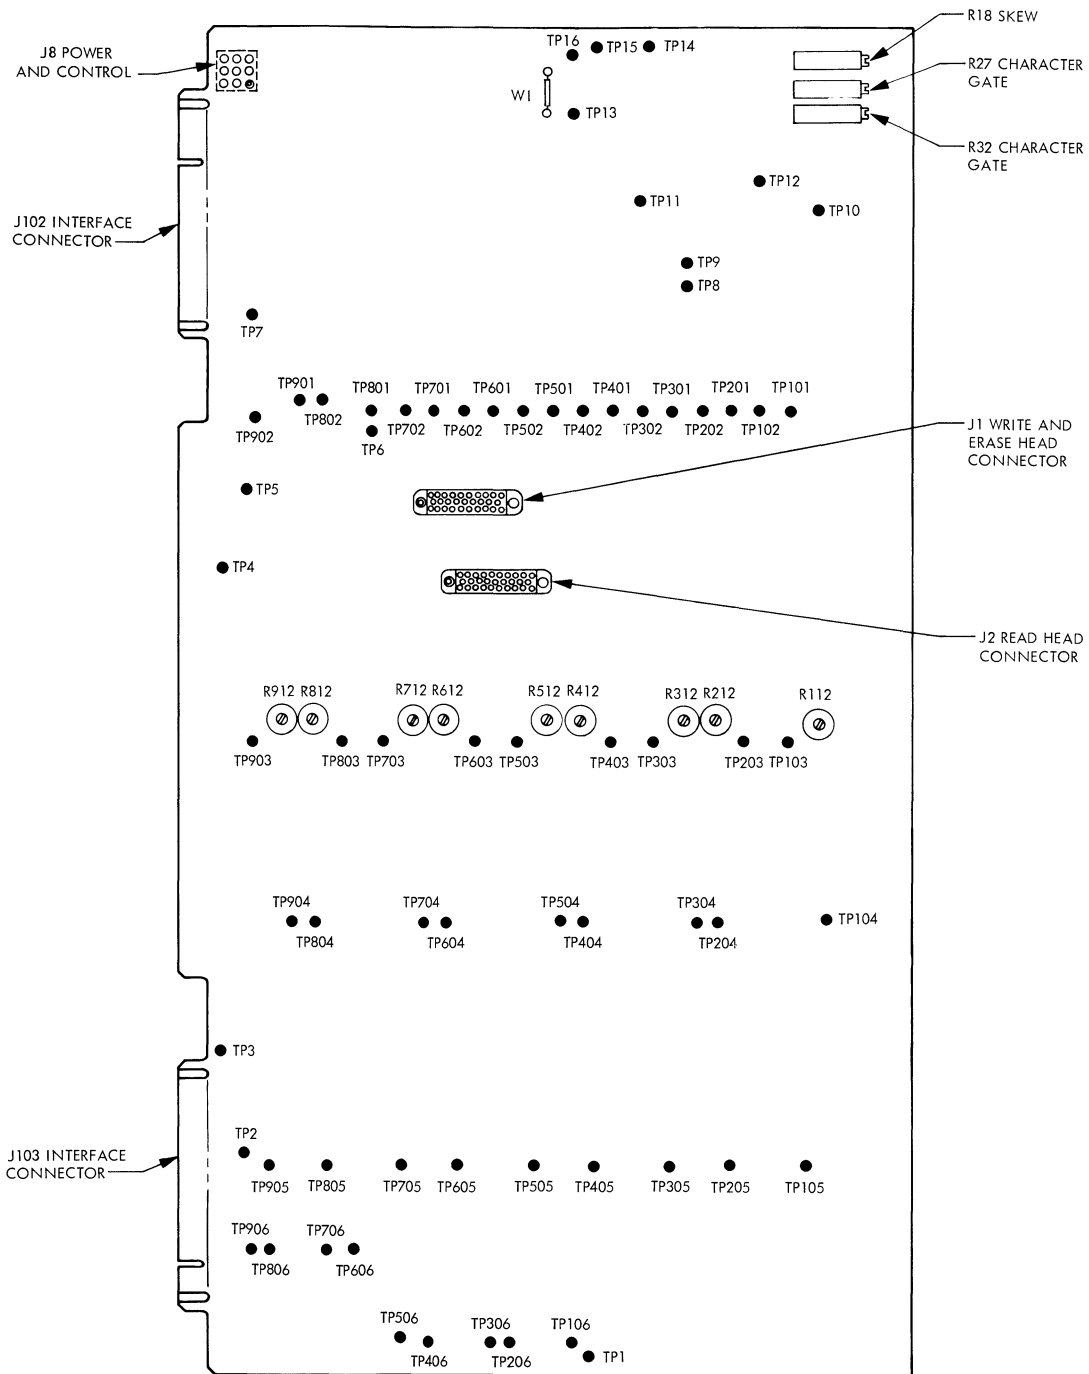 R18 SKEW
J8 POWER
AND CONTROL
TP16
TP15
TP14
R27 CHARACTER
GATE
W1
TP13
R32 CHARACTER
GATE
TP12
TP11
TP10
J102 INTERFACE
CONNECTOR
TP9
TP8
TP7
TP901
TP802
TP902
TP801 TP701 TP601 TP501 TP401 TP301 TP201 TP101
TP702 TP602 TP502 TP402 TP302 TP202 TP102
TP6
J1 WRITE AND
ERASE HEAD
CONNECTOR
TP5
TP4
J2 READ HEAD
CONNECTOR
R912 R812 R712 R612 R512 R412 R312 R212 R112
TP903 TP803 TP703 TP603 TP503 TP403 TP303 TP203 TP103
TP904 TP704 TP504 TP304 TP104
TP804 TP604 TP404 TP204
TP3
TP2
J103 INTERFACE
CONNECTOR
TP905 TP805 TP705 TP605 TP505 TP405 TP305 TP205 TP105
TP906 TP706
TP806 TP606
TP506 TP306 TP106
TP406 TP206 TP1